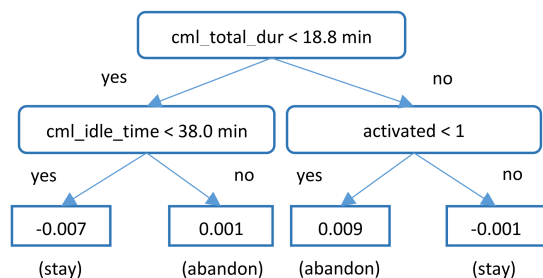 cml_total_dur < 18.8 min
yes
no
cml_idle_time < 38.0 min
activated < 1
yes
no
yes
no
-0.007
0.001
0.009
-0.001
(stay)
(abandon)
(abandon)
(stay)